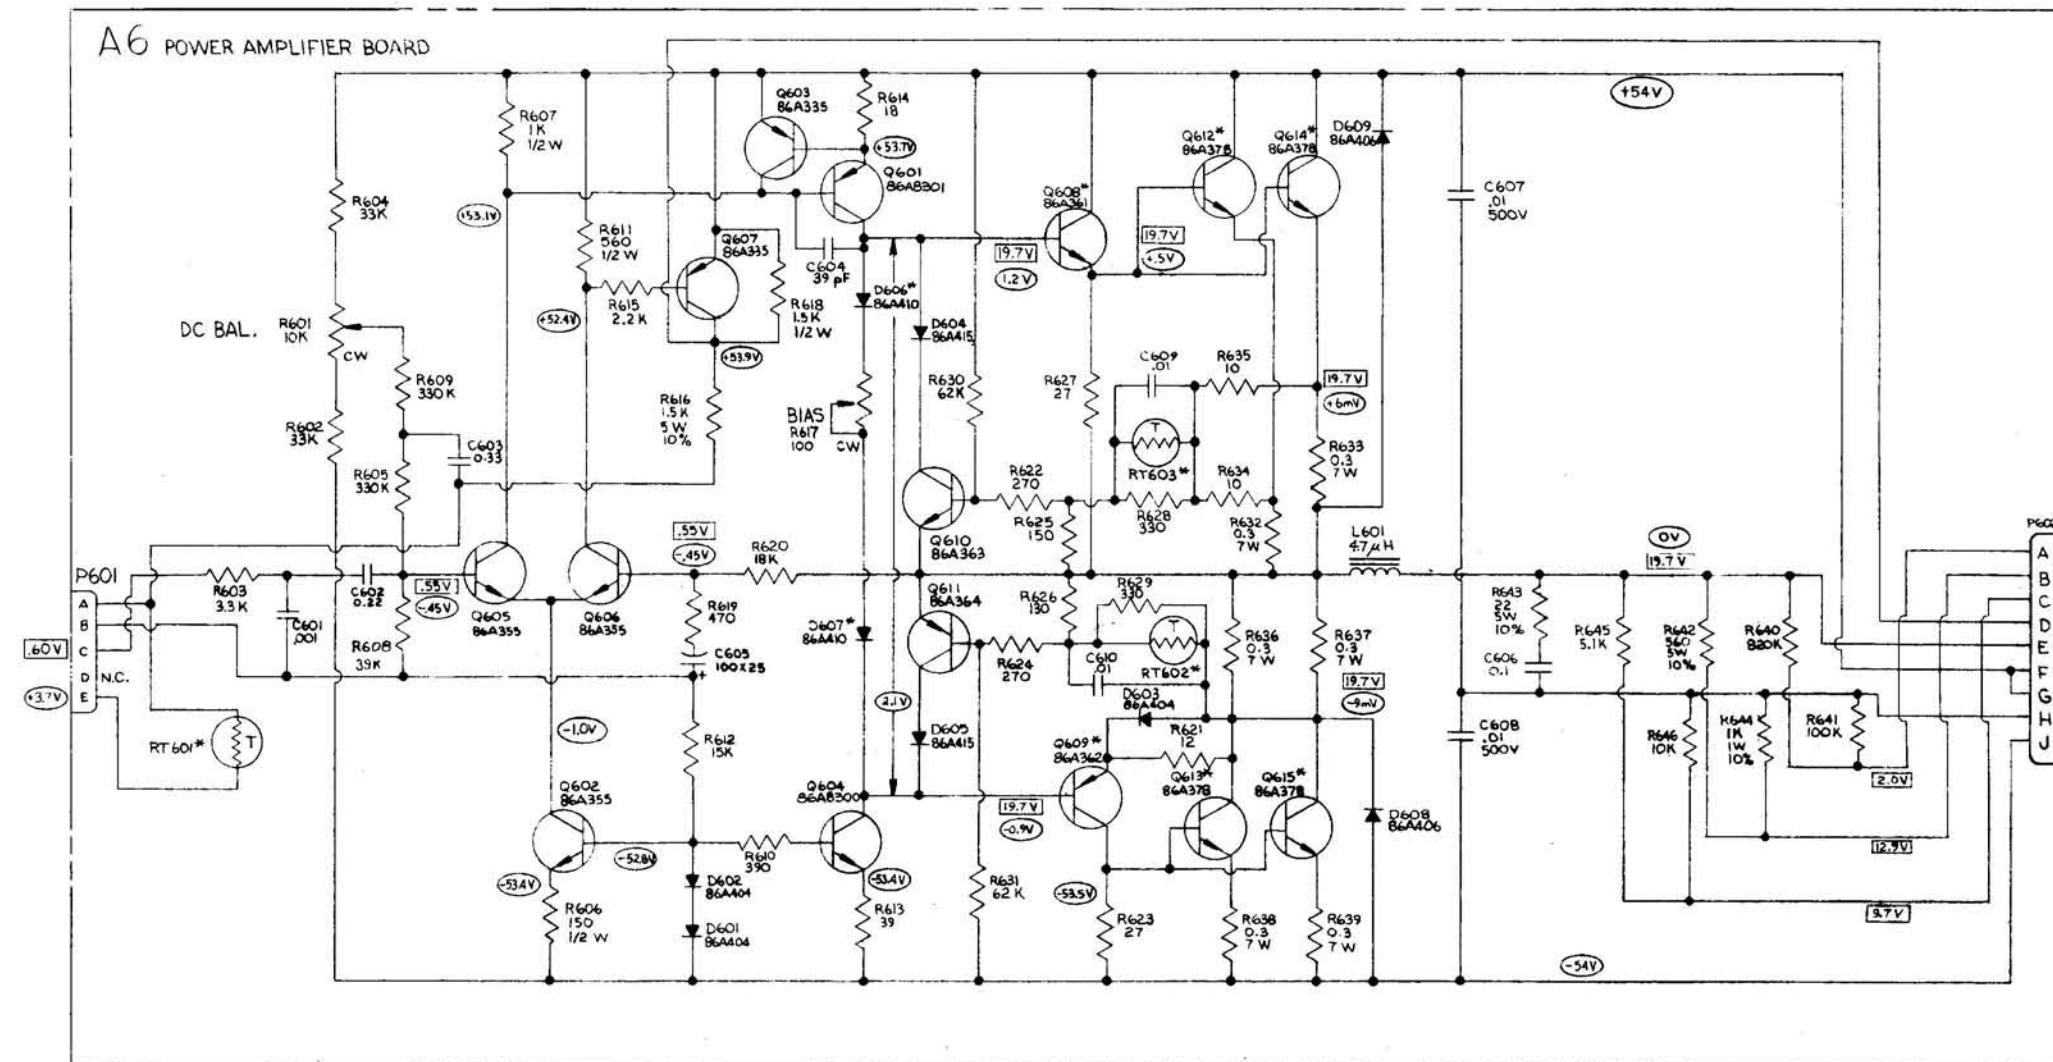 A6 POWER AMPLIFIER BOARD
+54V
Q603
86A335
R614
18
R607
1K
1/2 W
+53.7V
Q601
86A8301
Q612*
86A378
Q614*
86A378
D609
86A406
R604
33K
+53.1V
Q608*
86A361
C607
.01
500V
R611
560
1/2 W
Q607
86A335
C604
39 pF
19.7V
1.2V
19.7V
+.5V
R615
2.2 K
R618
1.5K
1/2 W
D606*
86A410
DC BAL.
R601
10K
CW
+52.4V
+53.9V
D604
86A415
R609
330K
R616
1.5 K
5 W
10%
BIAS
R617
100
CW
R630
62K
R627
27
C609
.01
R635
10
19.7V
+6mV
R602
33K
C603
0.33
R605
330K
RT603*
T
R633
0.3
7W
R622
270
R634
10
R628
330
R625
150
R632
0.3
7W
Q610
86A363
L601
4.7 µH
0V
19.7V
P601
A
B
C
D
E
N.C.
.60V
+3.7V
R603
3.3 K
C601
.001
C602
0.22
.55V
-.45V
Q605
86A355
Q606
86A355
.55V
-.45V
R620
18K
R608
39K
R619
470
C605
100X25
+
Q611
86A364
D607*
86A410
R626
130
R629
330
T
RT602*
R624
270
C610
.01
R636
0.3
7W
R637
0.3
7W
R643
22
5W
10%
C606
0.1
R645
5.1K
R642
560
5W
10%
R640
820K
P602
A
B
C
D
E
F
G
H
J
19.7V
-9mV
D603
86A404
RT601*
T
-1.0V
R612
15K
2.1V
D605
86A415
Q609*
86A362
R621
12
Q613*
86A378
Q615*
86A378
C608
.01
500V
R646
10K
R644
1K
1W
10%
R641
100K
2.0V
Q602
86A355
Q604
86A8300
19.7V
-0.9V
D608
86A406
-52.8V
R610
390
12.9V
-53.4V
D602
86A404
-53.4V
R606
150
1/2 W
D601
86A404
R613
39
R631
62 K
-53.5V
R623
27
R638
0.3
7 W
R639
0.3
7 W
9.7V
-54V